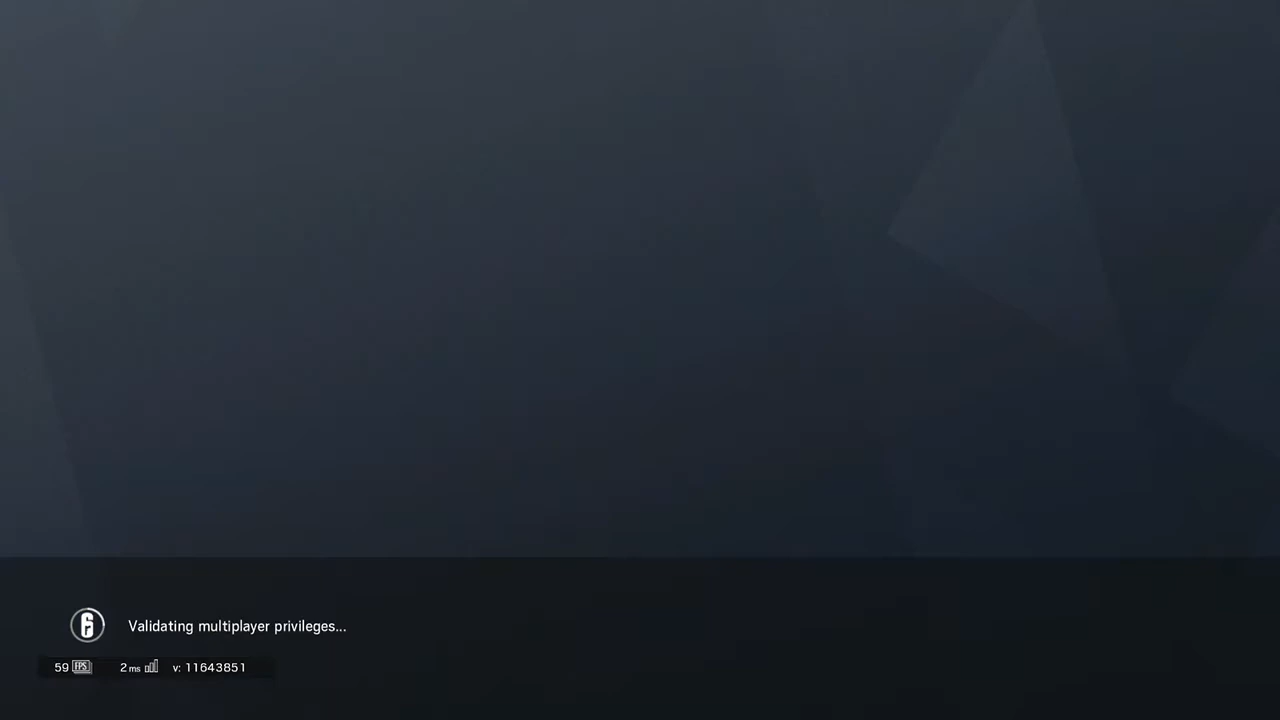 Validating multiplayer privileges...
59 FPS 2 ms v: 11643851